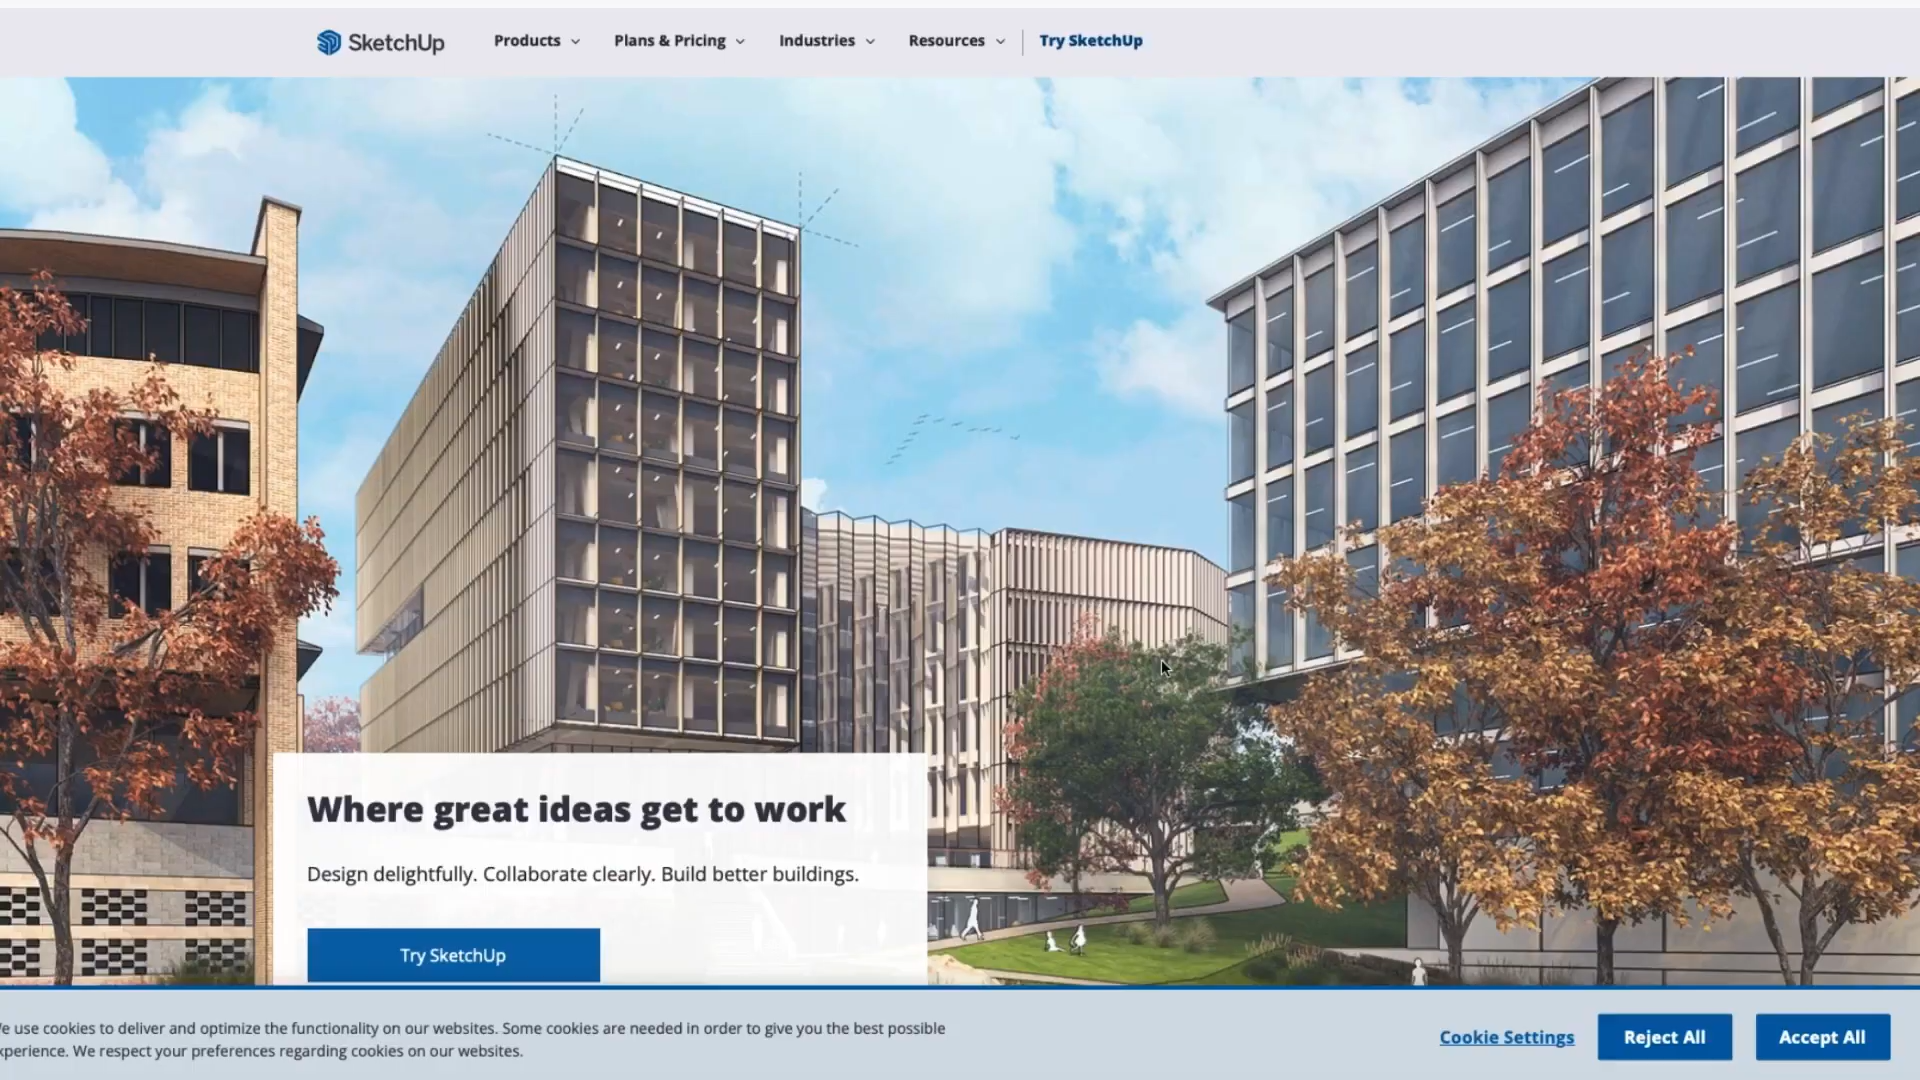 SketchUp
Products
Plans & Pricing
Industries
Resources
Try SketchUp
Where great ideas get to work
Design delightfully. Collaborate clearly. Build better buildings.
Try SketchUp
use cookies to deliver and optimize the functionality on our websites. Some cookies are needed in order to give you the best possible
We respect your preferences regarding cookies on our websites.
Cookie Settings
Reject All
Accept All